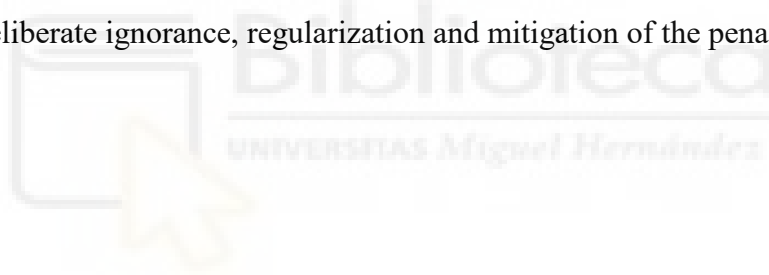 eliberate ignorance, regularization and mitigation of the pena
Biblioteca
UNIVERSITAS Miguel Hernández